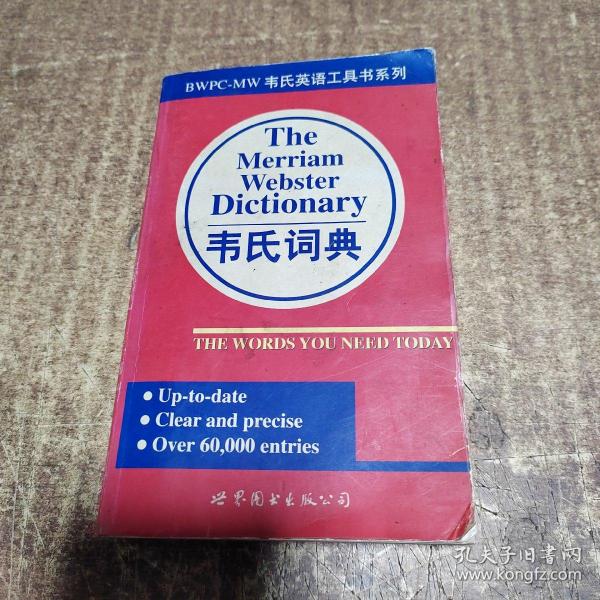 BWPC-MW 韦氏英语工具书系列
The
Merriam
Webster
Dictionary
韦氏词典
THE WORDS YOU NEED TODAY
● Up-to-date
● Clear and precise
● Over 60,000 entries
世界图书出版公司
孔夫子旧书网
www.kongfz.com